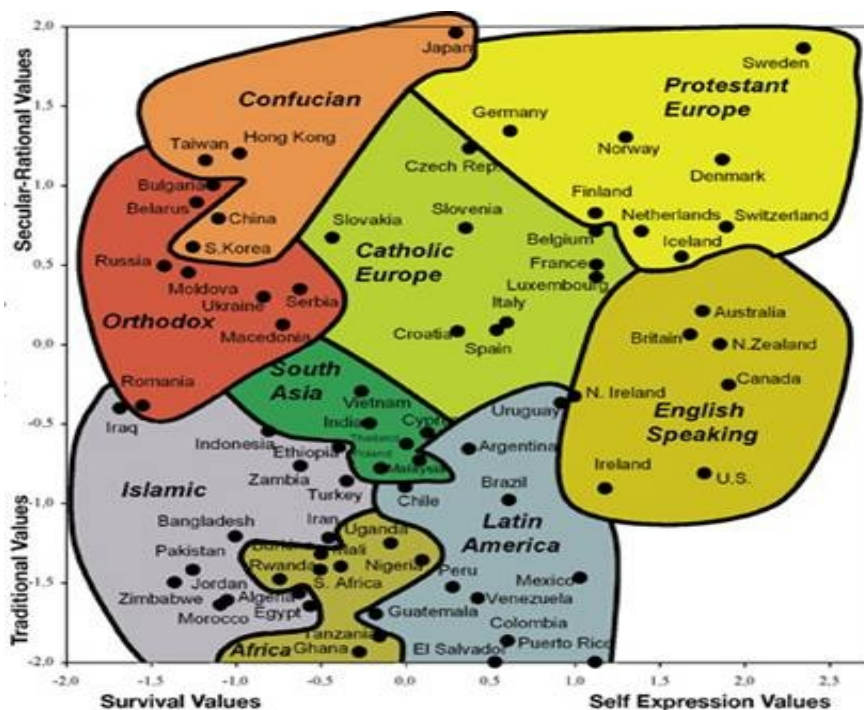 2,0
Japan
Sweden
Confucian
Protestant
Europe
Germany
1.5
Taiwan
Hong Kong
Norway
Czech Rep.
Denmark
1.0
Bulgaria
Belarus
China
Slovakia
Slovenia
Finland
Netherlands
Switzerland
S.Korea
Catholic
Europe
Belgium
Iceland
0.5
Russia
France
Moldova
Luxembourg
Ukraine
Serbia
Italy
Orthodox
Macedonia
Croatia
Spain
Australia
Britain
N.Zealand
0.0
South
Asia
Romania
Vietnam
N. Ireland
Canada
Uruguay
English
Speaking
Iraq
India
-0.5
Indonesia
Thailand
Ethiopia
Poland
Argentina
Zambia
Malaysia
Ireland
U.S.
Islamic
Turkey
Chile
Brazil
-1.0
Latin
America
Bangladesh
Iran
Uganda
Mali
Pakistan
Rwanda
Nigeria
-1.5
Jordan
S. Africa
Peru
Mexico
Zimbabwe
Algeria
Venezuela
Morocco
Egypt
Guatemala
Colombia
Tanzania
Africa
Ghana
El Salvador
Puerto Rico
-2,0
-2,0
-1,5
-1,0
-0,5
0,0
0,5
1,0
1,5
2,0
2,5
Survival Values
Self Expression Values
Traditional Values
Secular-Rational Values